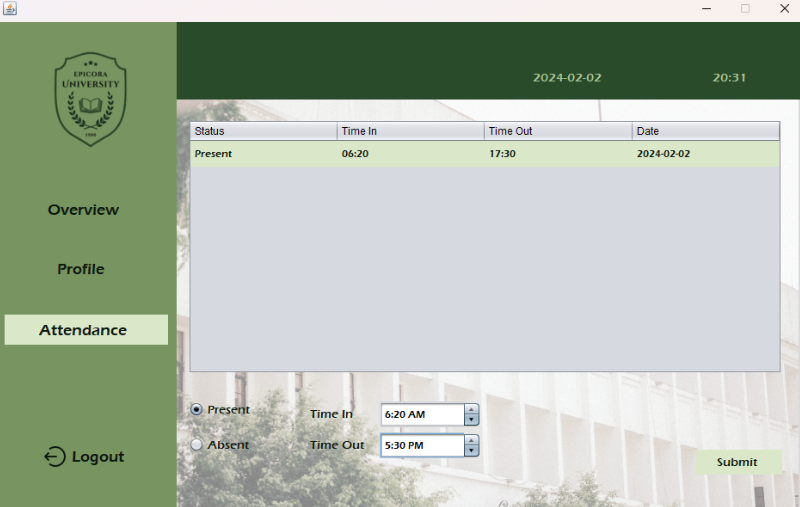 EPICORA
UNIVERSITY
1990
2024-02-02 20:31
Status Time In Time Out Date
Present 06:20 17:30 2024-02-02
Overview
Profile
Attendance
Present Time In 6:20 AM
Absent Time Out 5:30 PM
Logout
Submit